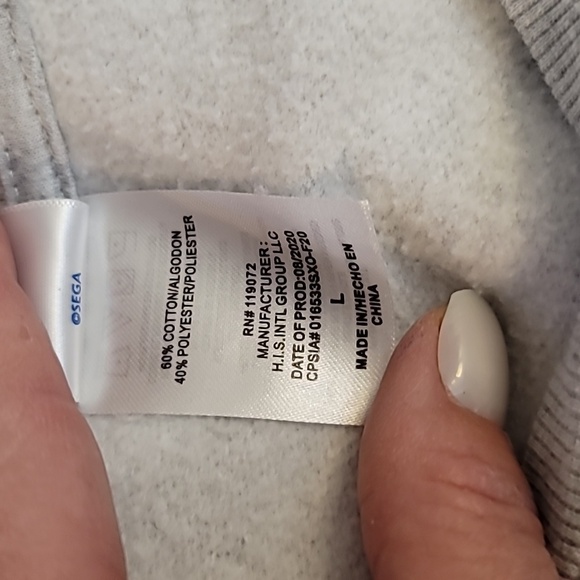 ©SEGA
60% COTTON/ALGODON
40% POLYESTER/POLIESTER
RN# 119072
MANUFACTURER:
H.I.S.INTL GROUP LLC
DATE OF PROD:08/2020
CPSIA# 016533SXO-F20
L
MADE IN/HECHO EN
CHINA